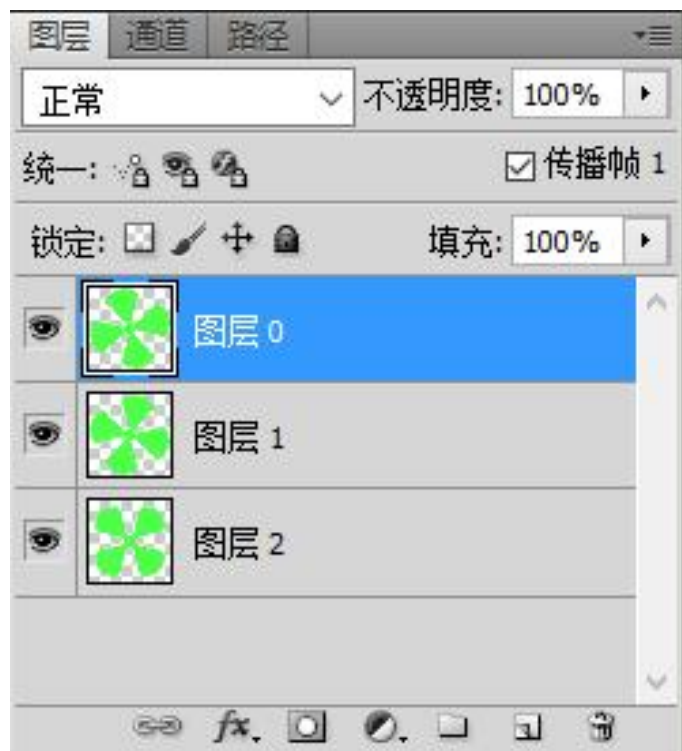 图层 通道 路径
正常 不透明度: 100%
统一: 传播帧 1
锁定: 填充: 100%
图层 0
图层 1
图层 2
fx.